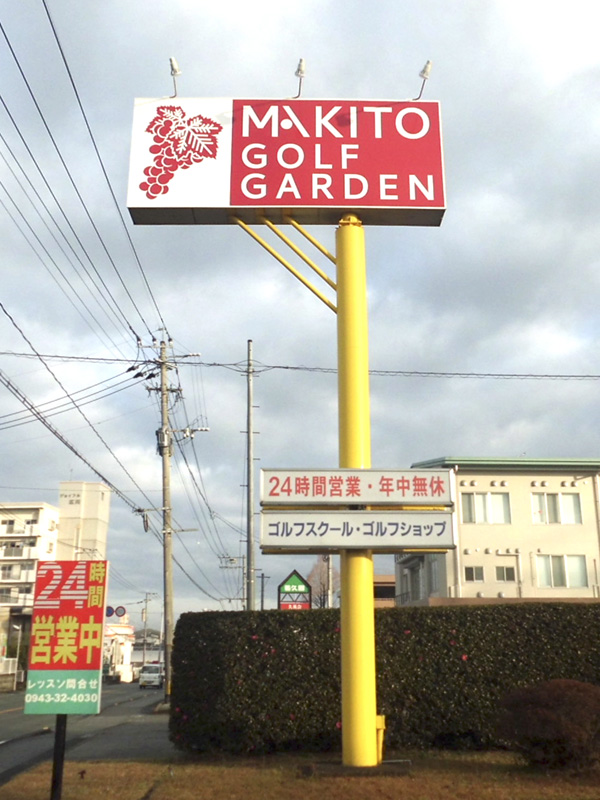 MAKITO
GOLF
GARDEN
24時間営業・年中無休
ゴルフスクール・ゴルフショップ
24時間
営業中
レッスン問合せ
0943-32-4030